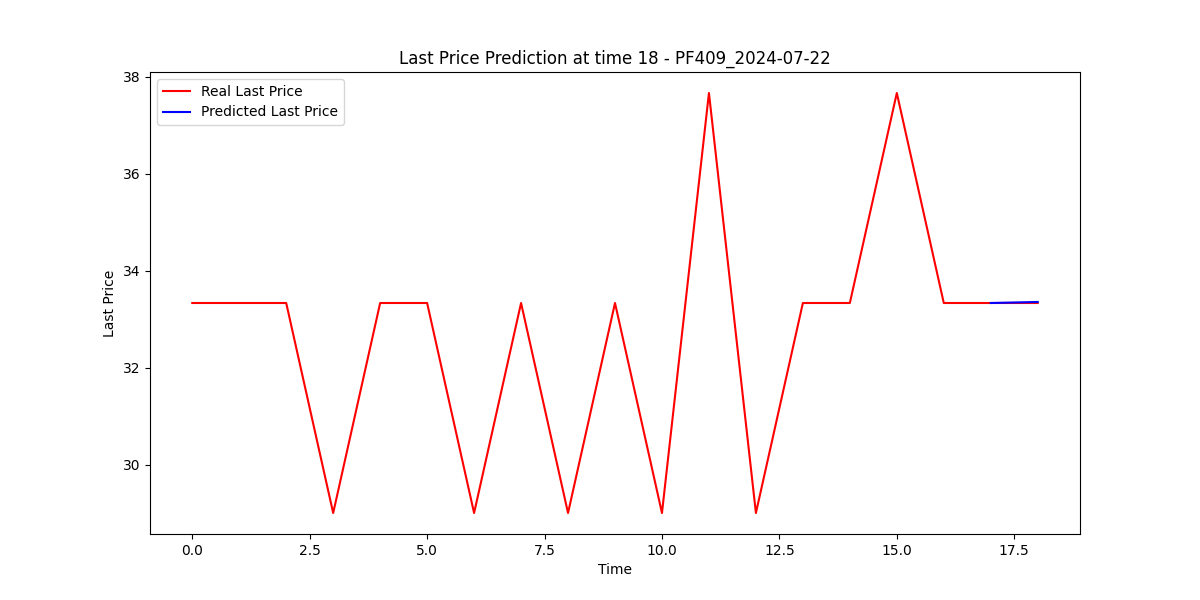 Last Price Prediction at time 18 - PF409_2024-07-22
Real Last Price
Predicted Last Price
Last Price
38
36
34
32
30
0.0 2.5 5.0 7.5 10.0 12.5 15.0 17.5
Time